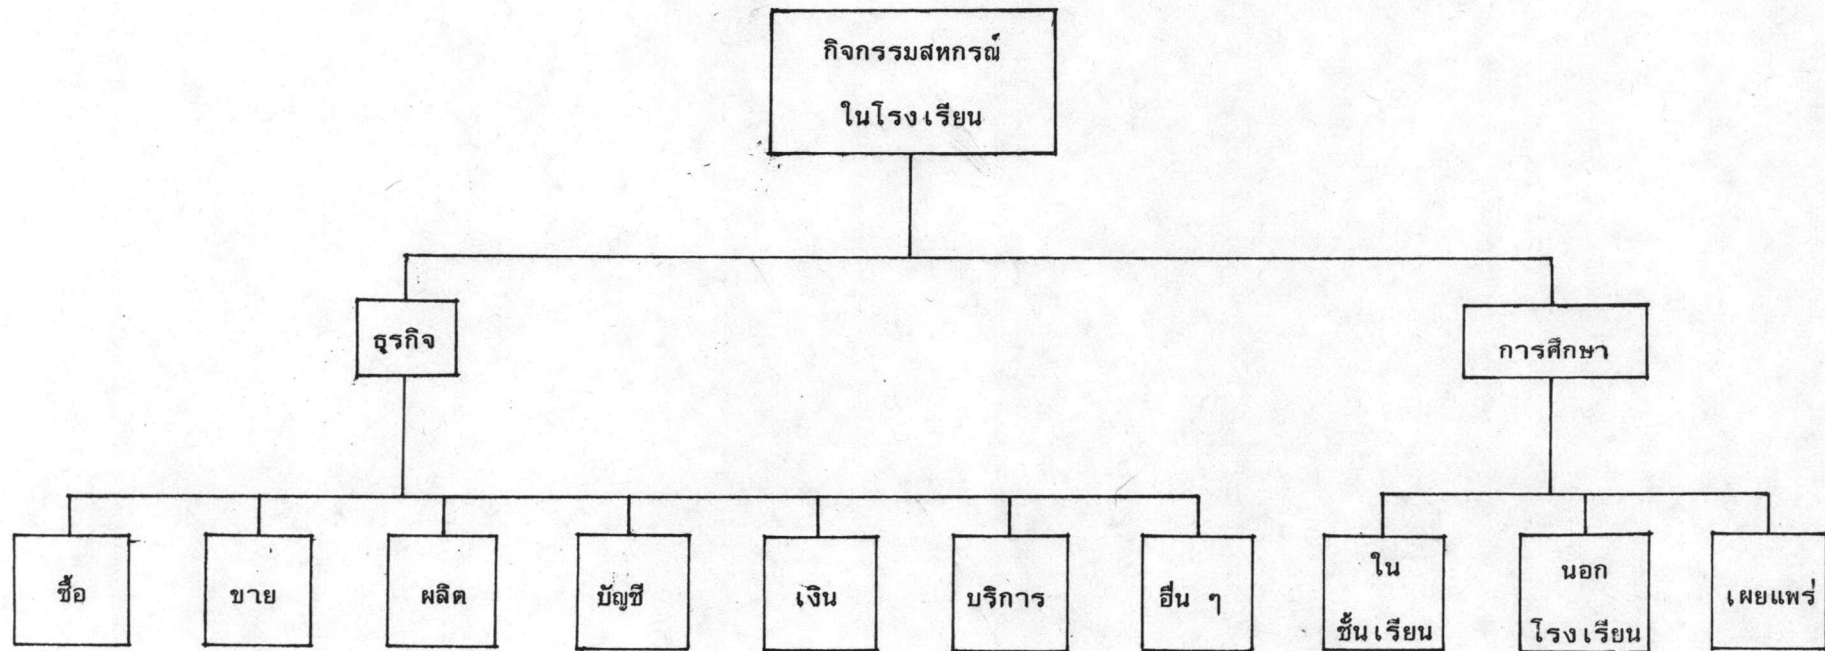 กิจกรรมสหกรณ์
ในโรงเรียน
ธุรกิจ
การศึกษา
ซื้อ
ขาย
ผลิต
บัญชี
เงิน
บริการ
อื่น ๆ
ใน
ชั้นเรียน
นอก
โรงเรียน
เผยแพร่